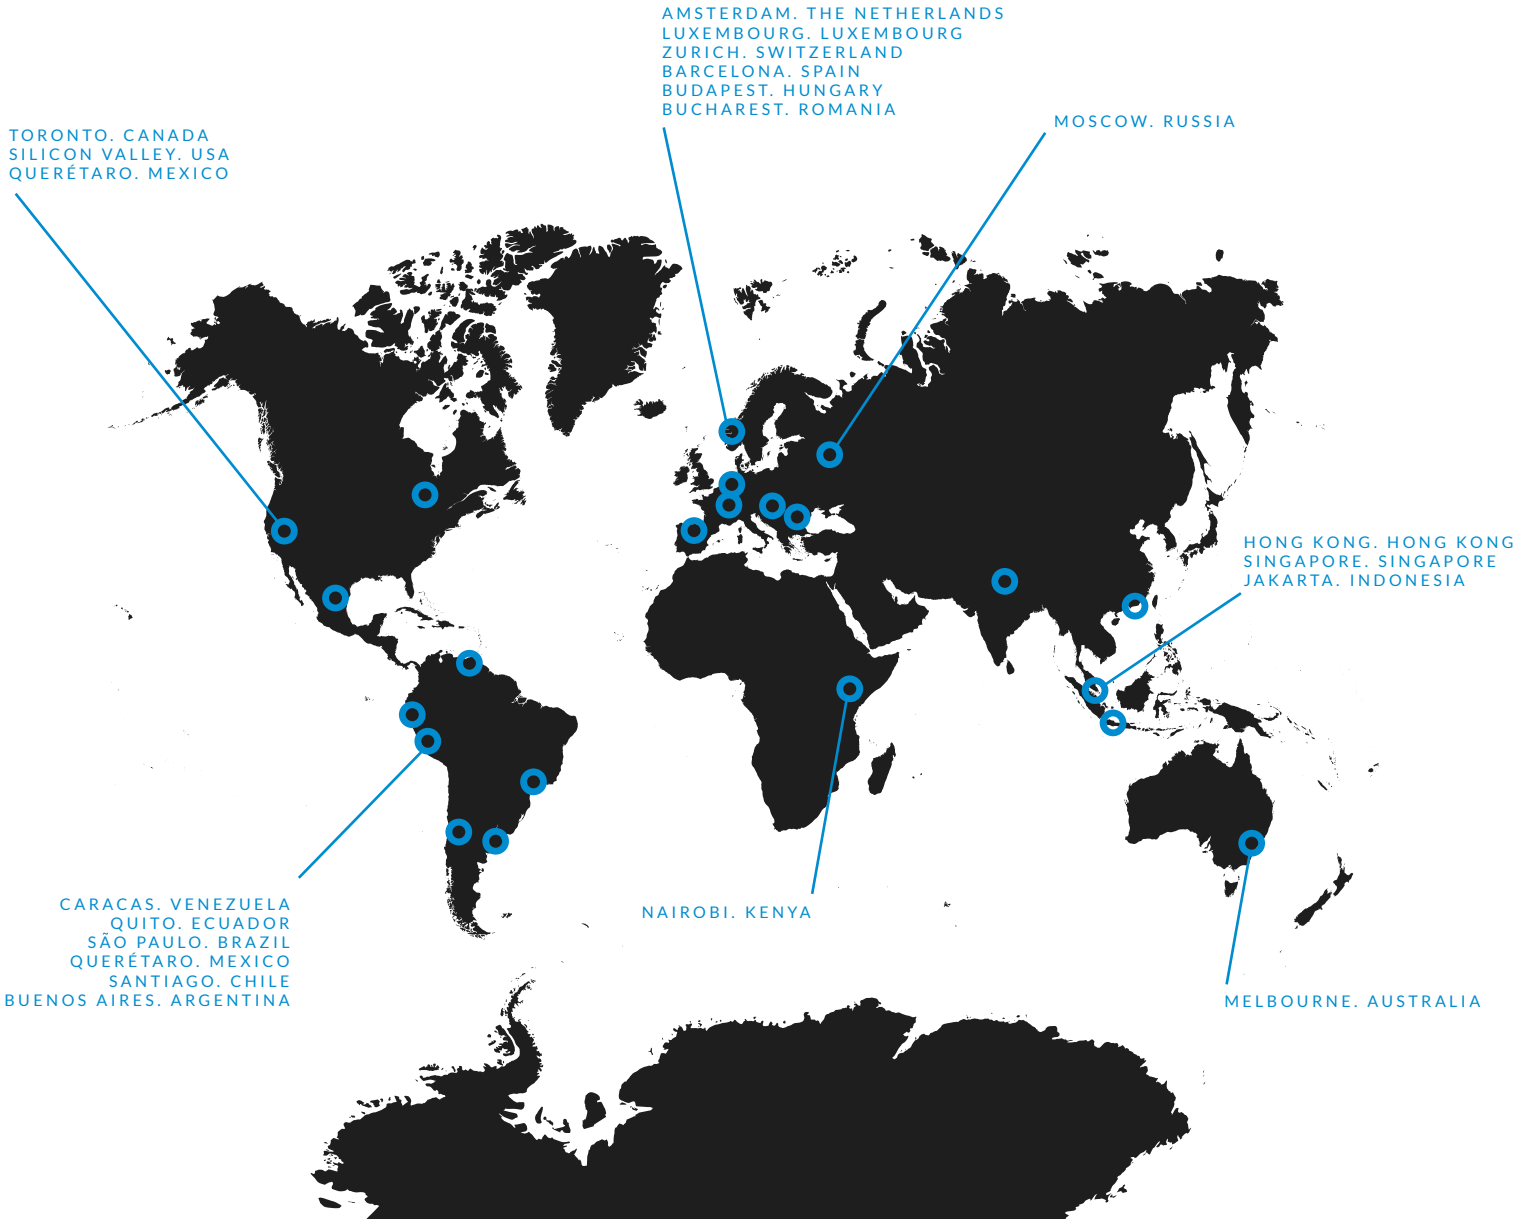 AMSTERDAM. THE NETHERLANDS
LUXEMBOURG. LUXEMBOURG
ZURICH. SWITZERLAND
BARCELONA. SPAIN
BUDAPEST. HUNGARY
BUCHAREST. ROMANIA
MOSCOW. RUSSIA
TORONTO. CANADA
SILICON VALLEY. USA
QUERÉTARO. MEXICO
HONG KONG. HONG KONG
SINGAPORE. SINGAPORE
JAKARTA. INDONESIA
CARACAS. VENEZUELA
QUITO. ECUADOR
SÃO PAULO. BRAZIL
QUERÉTARO. MEXICO
SANTIAGO. CHILE
BUENOS AIRES. ARGENTINA
NAIROBI. KENYA
MELBOURNE. AUSTRALIA